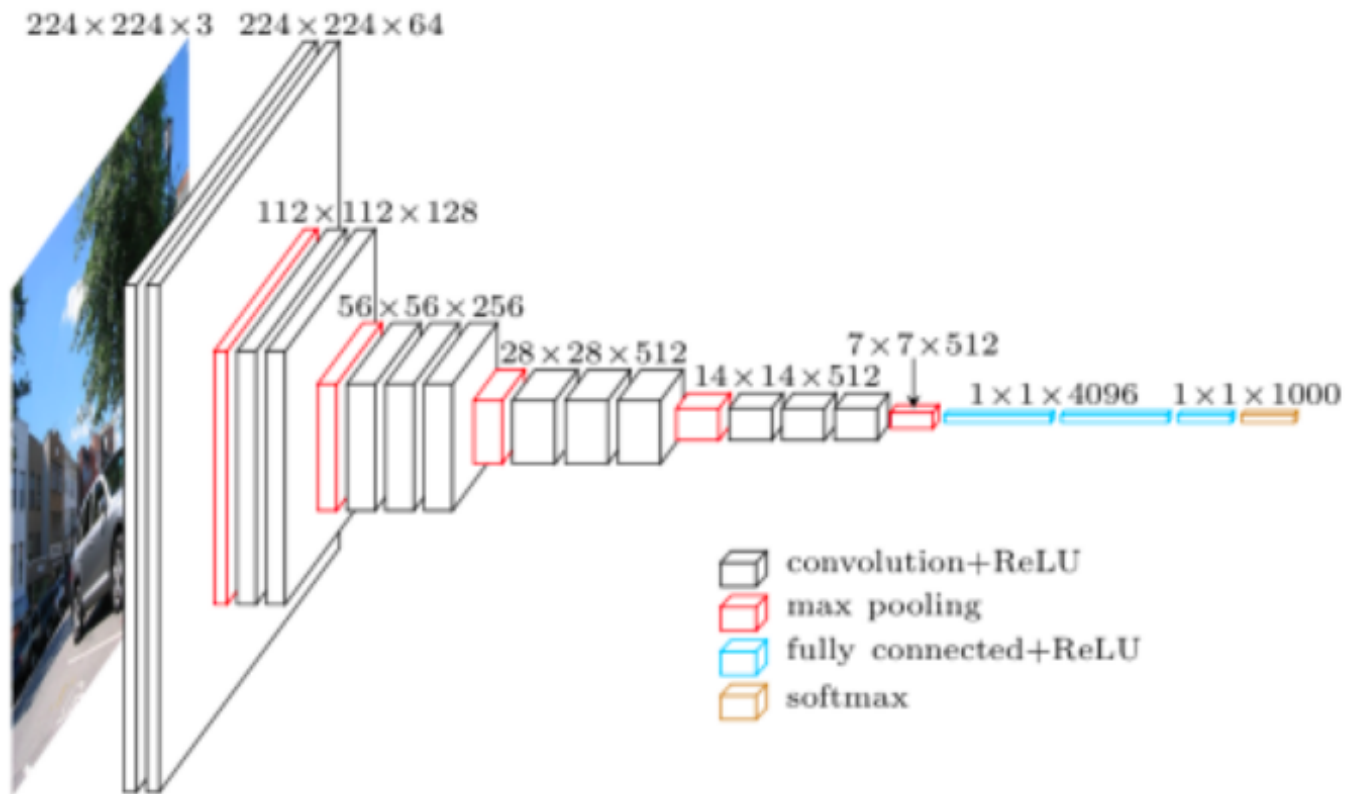 224×224×3
224×224×64
112×112×128
56×56×256
28×28×512
14×14×512
7×7×512
1×1×4096
1×1×1000
convolution+ReLU
max pooling
fully connected+ReLU
softmax